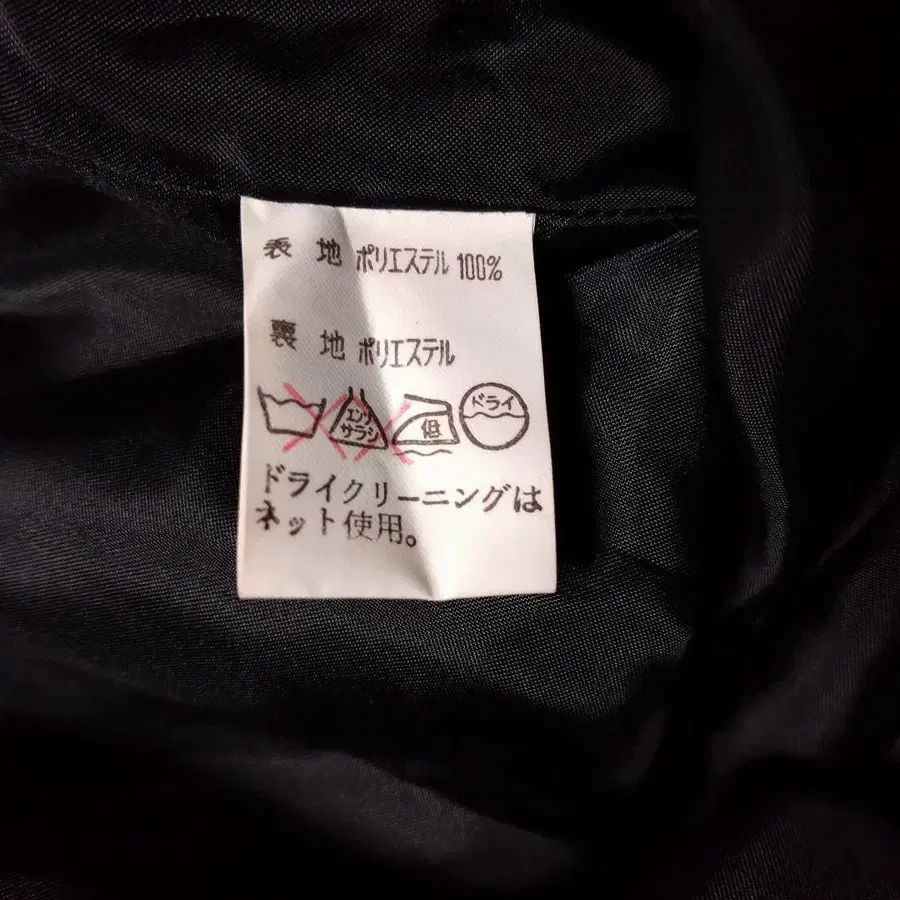 表地 ポリエステル 100%
裏地 ポリエステル
エンソ
サラシ
低
ドライ
ドライクリーニングは
ネット使用。